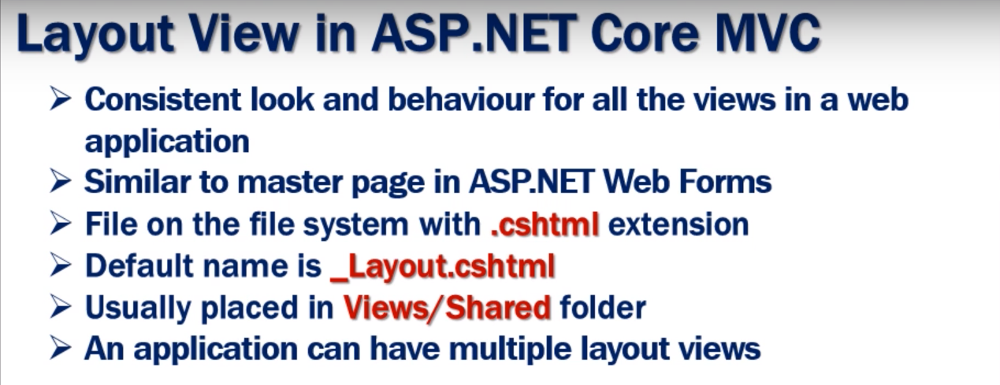 Layout View in ASP.NET Core MVC
➢ Consistent look and behaviour for all the views in a web
application
➢ Similar to master page in ASP.NET Web Forms
➢ File on the file system with .cshtml extension
➢ Default name is _Layout.cshtml
➢ Usually placed in Views/Shared folder
➢ An application can have multiple layout views